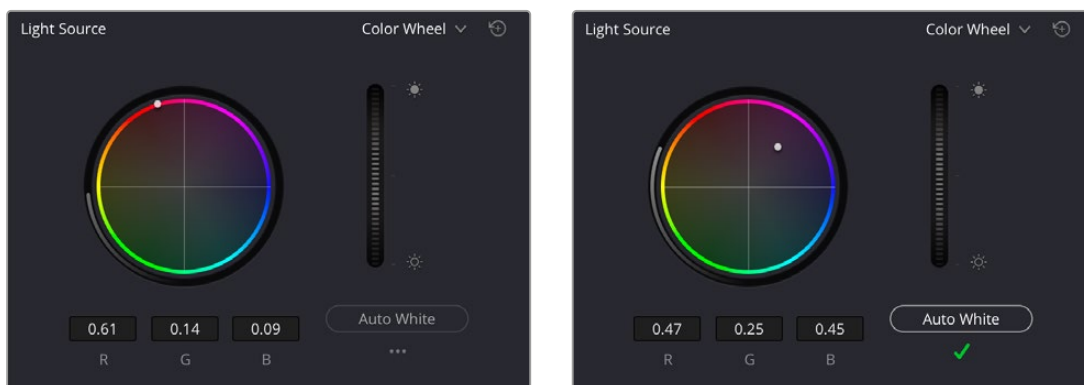 Light Source Color Wheel
0.61 0.14 0.09
R G B
Auto White
Light Source Color Wheel
0.47 0.25 0.45
R G B
Auto White